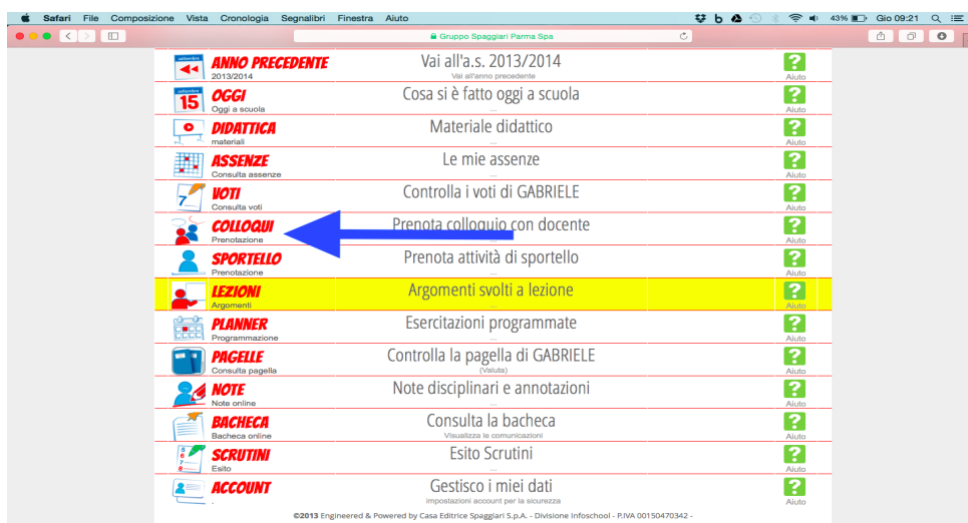 Safari File Composizione Vista Cronologia Segnalibri Finestra Aiuto 43% Gio 09:21
Gruppo Spaggiari Parma Spa
settembre ANNO PRECEDENTE Vai all'a.s. 2013/2014 ?
2013/2014 Vai all'anno precedente Aiuto
settembre 15 OGGI Cosa si è fatto oggi a scuola ?
Oggi a scuola ... Aiuto
DIDATTICA Materiale didattico ?
materiali ... Aiuto
ASSENZE Le mie assenze ?
Consulta assenze ... Aiuto
7 VOTI Controlla i voti di GABRIELE ?
Consulta voti ... Aiuto
COLLOQUI Prenota colloquio con docente ?
Prenotazione Aiuto
SPORTELLO Prenota attività di sportello ?
Prenotazione ... Aiuto
LEZIONI Argomenti svolti a lezione ?
Argomenti ... Aiuto
PLANNER Esercitazioni programmate ?
Programmazione ... Aiuto
PAGELLE Controlla la pagella di GABRIELE ?
Consulta pagella (Valuta) Aiuto
NOTE Note disciplinari e annotazioni ?
Note online ... Aiuto
BACHECA Consulta la bacheca ?
Bacheca online Visualizza le comunicazioni Aiuto
SCRUTINI Esito Scrutini ?
Esito ... Aiuto
ACCOUNT Gestisco i miei dati ?
- impostazioni account per la sicurezza Aiuto
©2013 Engineered & Powered by Casa Editrice Spaggiari S.p.A. - Divisione Infoschool - P.IVA 00150470342 -